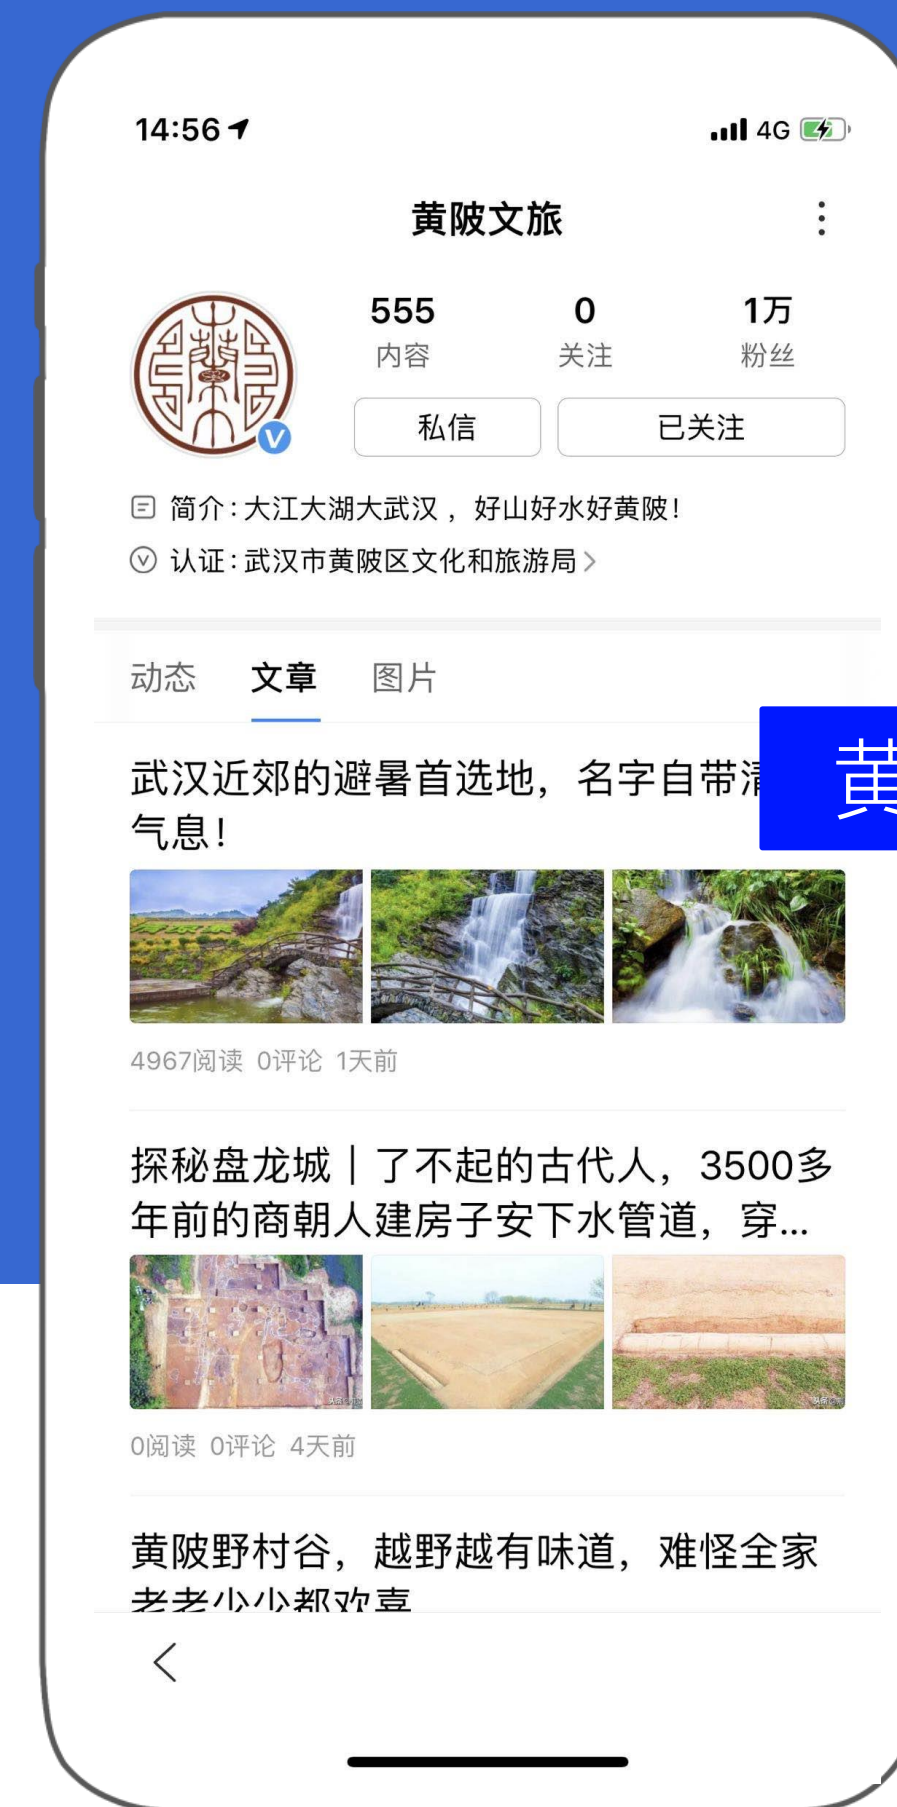 14:56
4G
黄陂文旅
555 0 1万
内容 关注 粉丝
私信 已关注
简介:大江大湖大武汉，好山好水好黄陂!
认证:武汉市黄陂区文化和旅游局
动态 文章 图片
武汉近郊的避暑首选地，名字自带
气息!
黄
4967阅读 0评论 1天前
探秘盘龙城｜了不起的古代人，3500多
年前的商朝人建房子安下水管道，穿...
0阅读 0评论 4天前
黄陂野村谷，越野越有味道，难怪全家
老老少少都欢喜